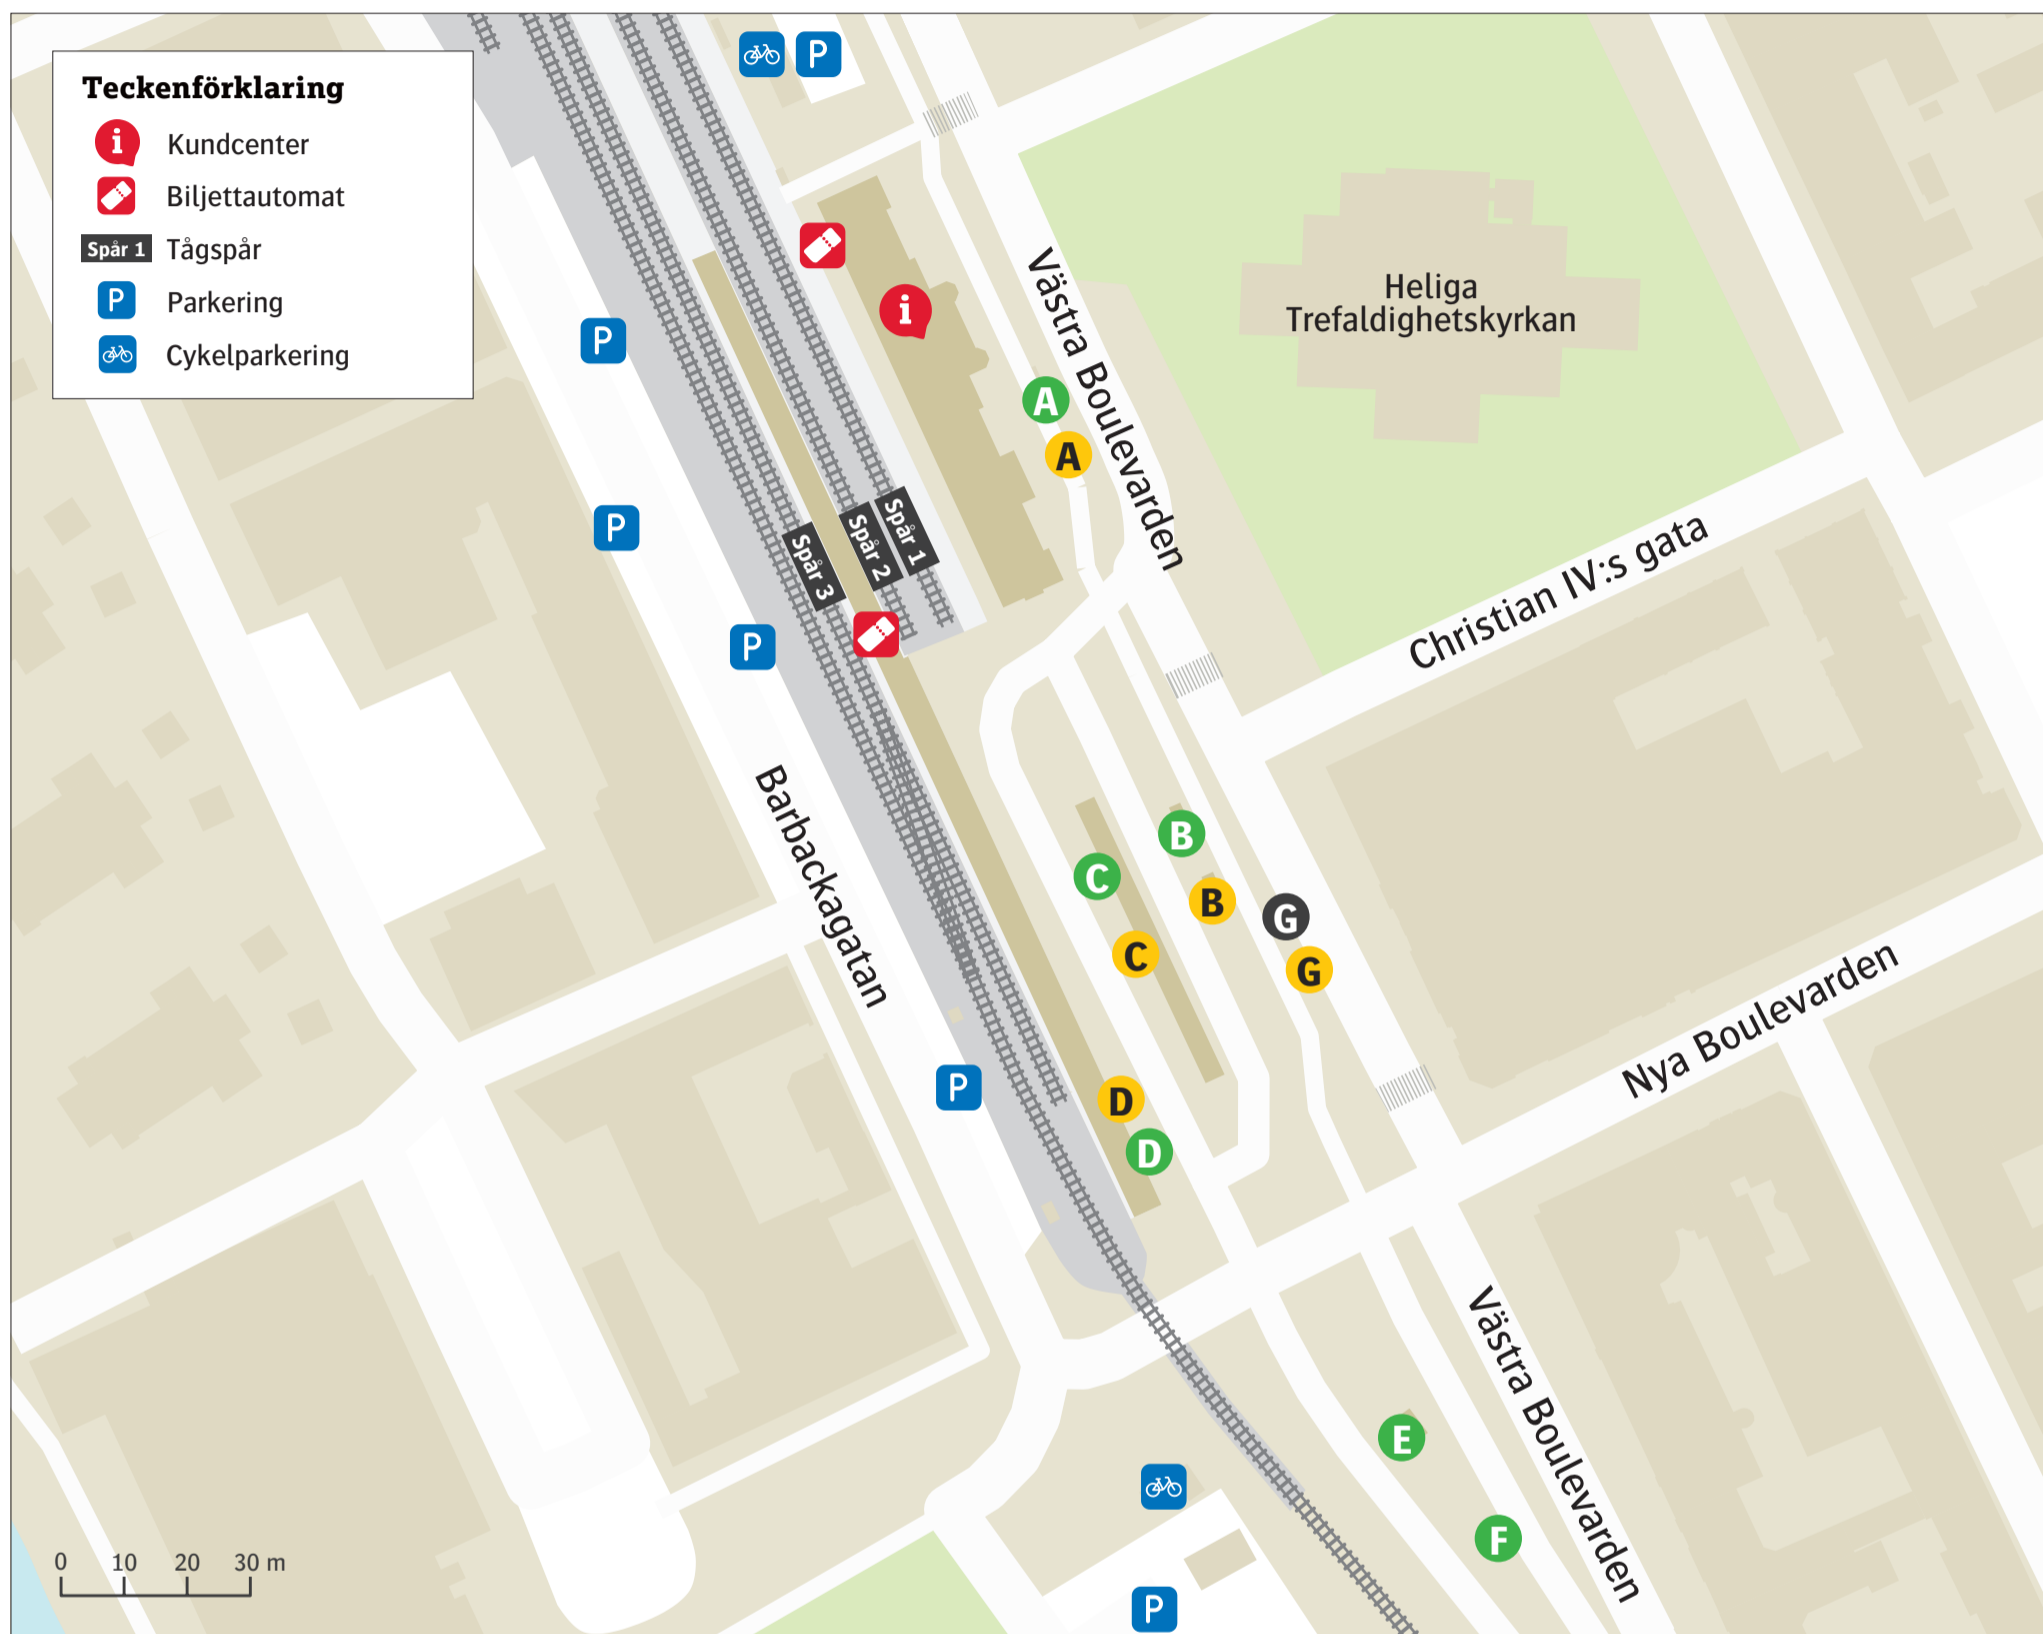 Teckenförklaring
i Kundcenter
Biljettautomat
Spår 1 Tågspår
P Parkering
Cykelparkering
P
i
P
P
P
P
P
Heliga
Trefaldighetskyrkan
Västra Boulevarden
A
A
Spår 1
Spår 2
Spår 3
Christian IV:s gata
Barbackagatan
B
C
B
G
C
G
Nya Boulevarden
D
D
Västra Boulevarden
E
F
0 10 20 30 m